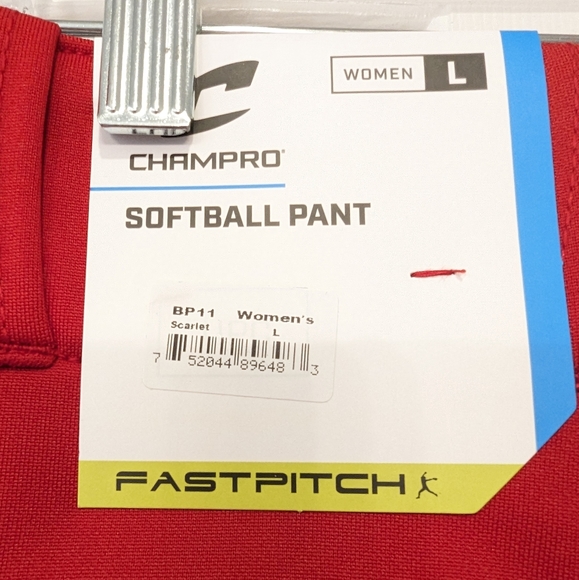 WOMEN L
CHAMPRO®
SOFTBALL PANT
BP11 Women's
Scarlet L
7 52044 89648 3
FASTPITCH